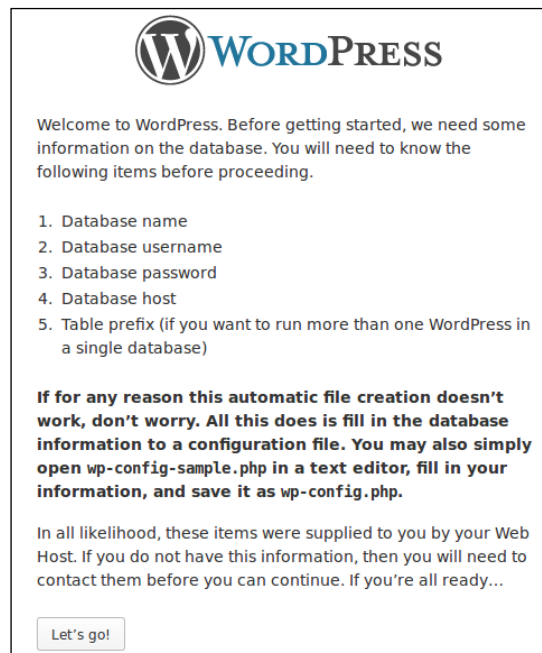 WORDPRESS
Welcome to WordPress. Before getting started, we need some
information on the database. You will need to know the
following items before proceeding.
1. Database name
2. Database username
3. Database password
4. Database host
5. Table prefix (if you want to run more than one WordPress in
a single database)
If for any reason this automatic file creation doesn’t
work, don’t worry. All this does is fill in the database
information to a configuration file. You may also simply
open wp-config-sample.php in a text editor, fill in your
information, and save it as wp-config.php.
In all likelihood, these items were supplied to you by your Web
Host. If you do not have this information, then you will need to
contact them before you can continue. If you’re all ready…
Let’s go!